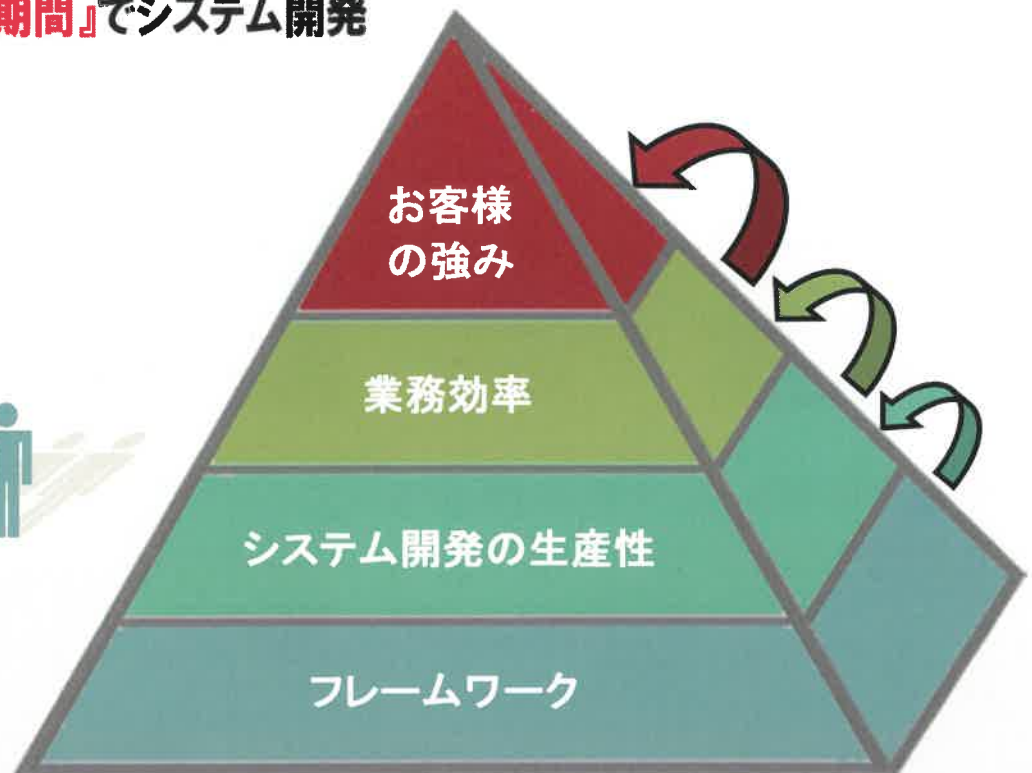 期間』でシステム開発
お客様
の強み
業務効率
システム開発の生産性
フレームワーク